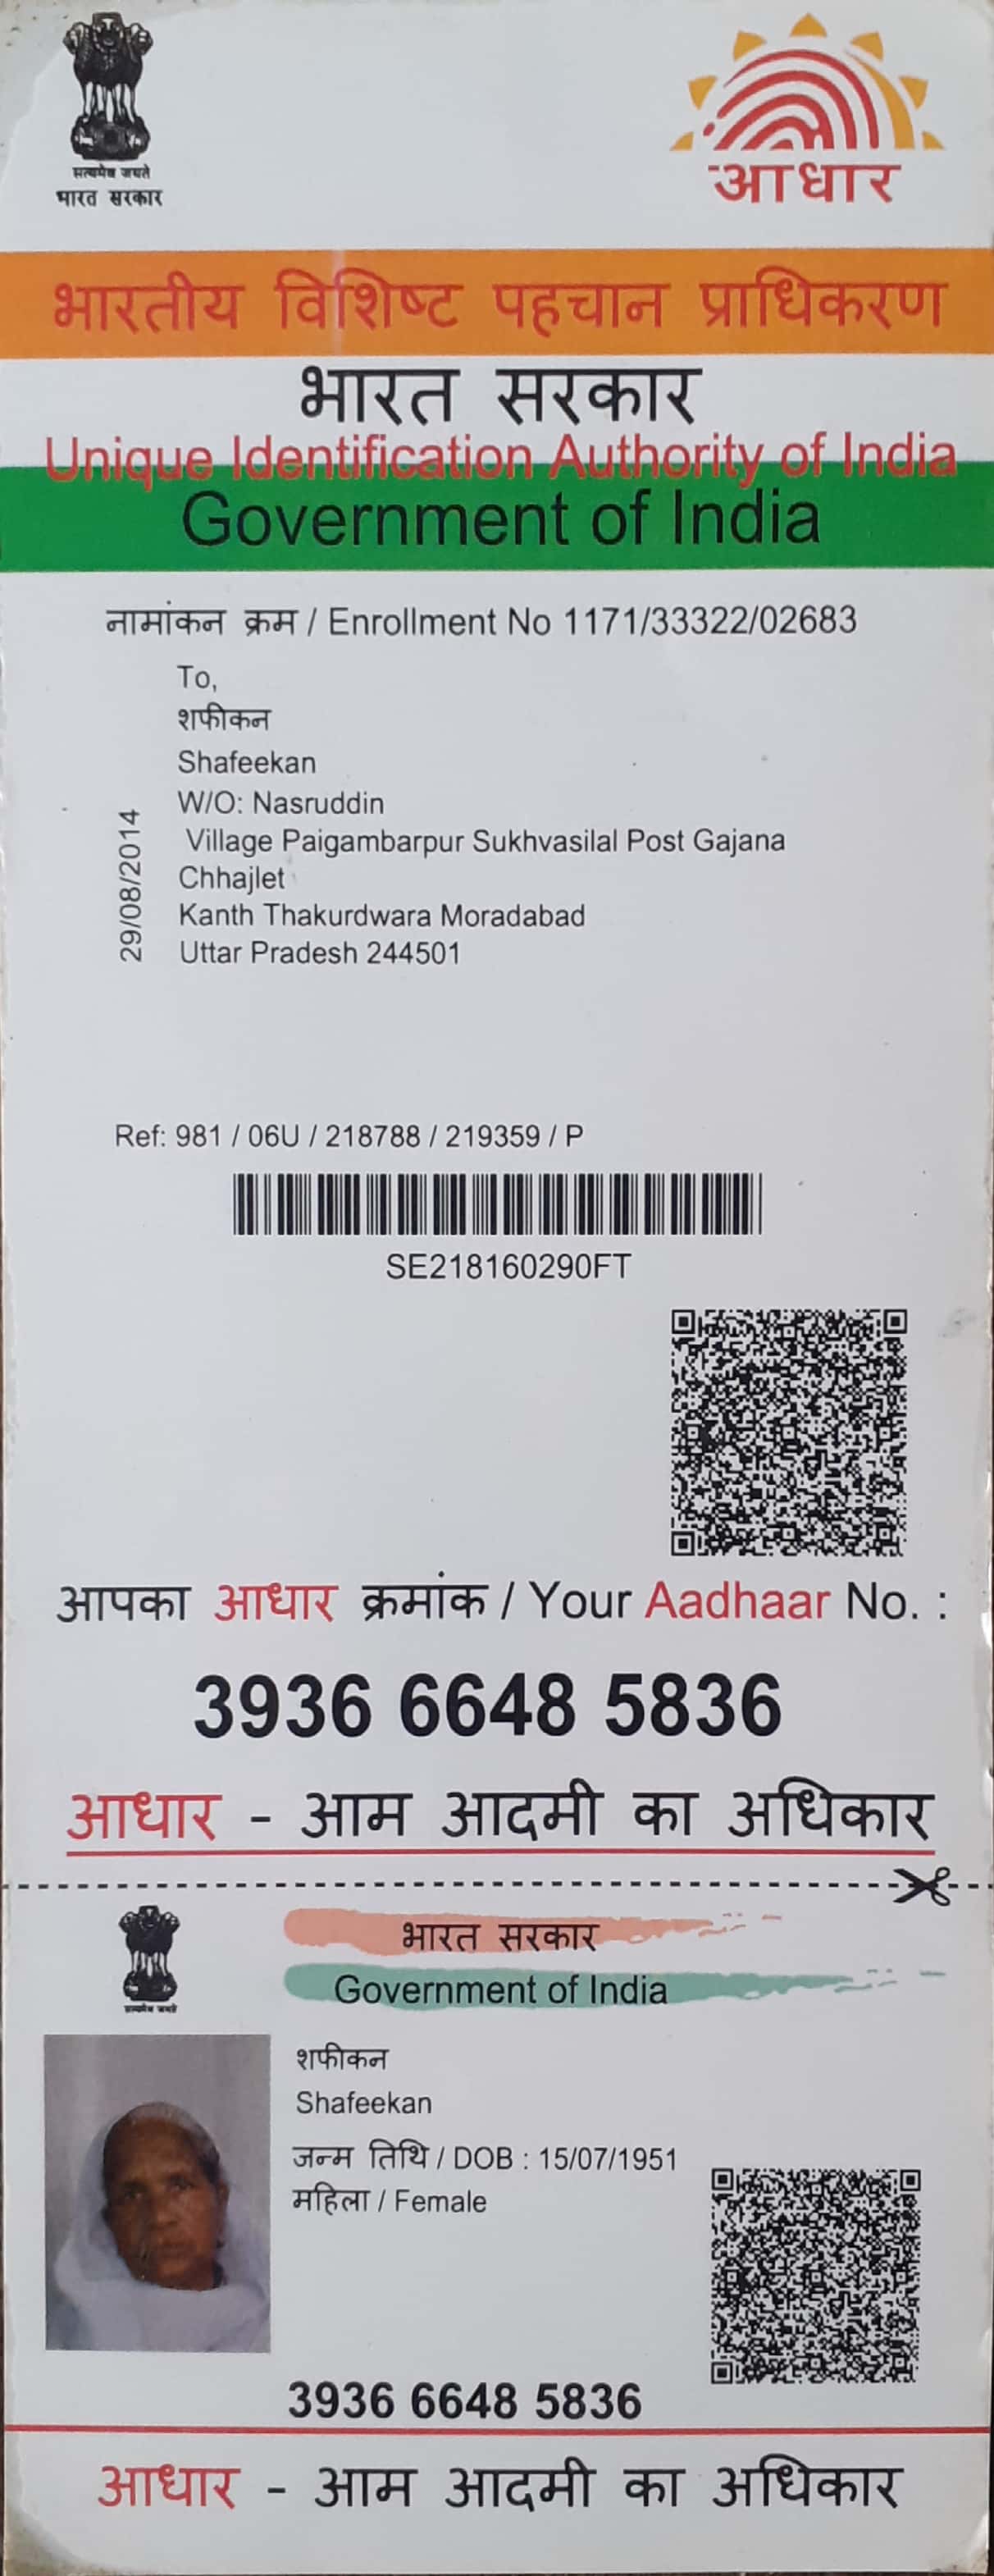 सत्यमेव जयते
भारत सरकार
आधार
भारतीय विशिष्ट पहचान प्राधिकरण
भारत सरकार
Unique Identification Authority of India
Government of India
नामांकन क्रम / Enrollment No 1171/33322/02683
To,
शफीकन
Shafeekan
W/O: Nasruddin
Village Paigambarpur Sukhvasilal Post Gajana
Chhajlet
Kanth Thakurdwara Moradabad
Uttar Pradesh 244501
29/08/2014
Ref: 981 / 06U / 218788 / 219359 / P
SE218160290FT
आपका आधार क्रमांक / Your Aadhaar No. :
3936 6648 5836
आधार - आम आदमी का अधिकार
सत्यमेव जयते
भारत सरकार
Government of India
शफीकन
Shafeekan
जन्म तिथि / DOB : 15/07/1951
महिला / Female
3936 6648 5836
आधार - आम आदमी का अधिकार